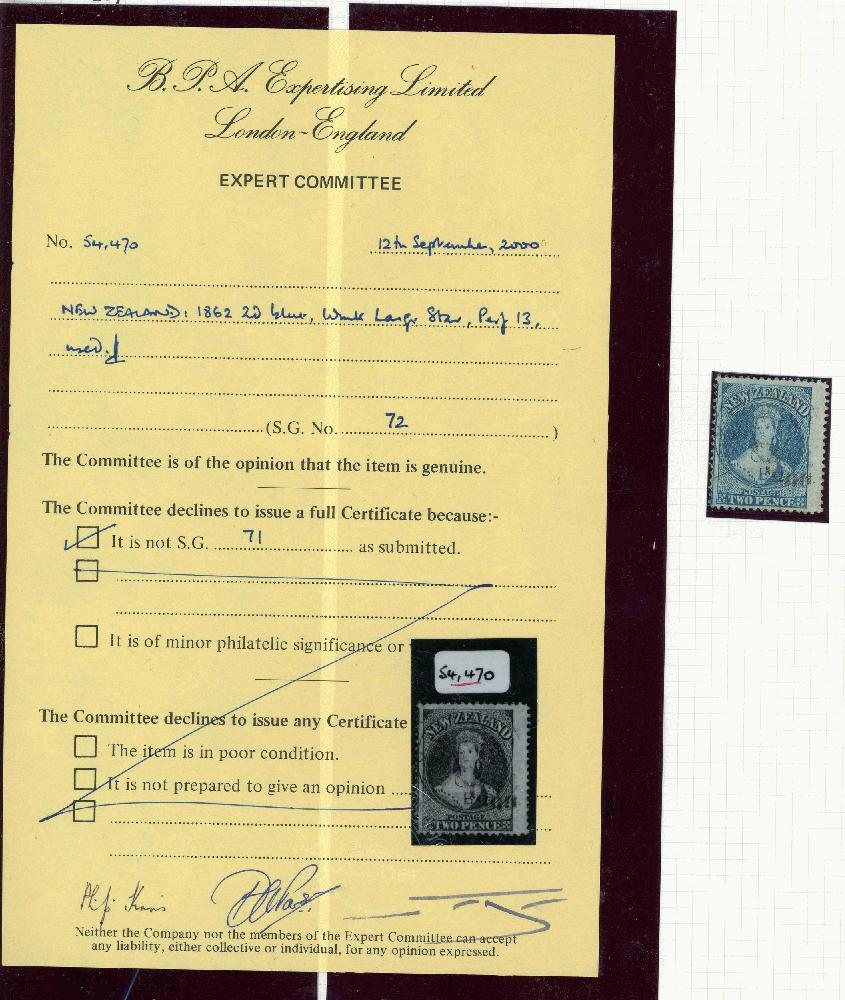 B.P.A. Expertising Limited
London-England
EXPERT COMMITTEE
No. 54,470
12th September, 2000
NEW ZEALAND: 1862 2D blue, Wmk Large Star, Perf 13,
used.
(S.G. No. 72 )
The Committee is of the opinion that the item is genuine.
The Committee declines to issue a full Certificate because:-
It is not S.G. 71 as submitted.
It is of minor philatelic significance or
54,470
The Committee declines to issue any Certificate
The item is in poor condition.
It is not prepared to give an opinion
NEW ZEALAND
POSTAGE
TWO PENCE
Neither the Company nor the members of the Expert Committee can accept
any liability, either collective or individual, for any opinion expressed.
NEW ZEALAND
POSTAGE
TWO PENCE